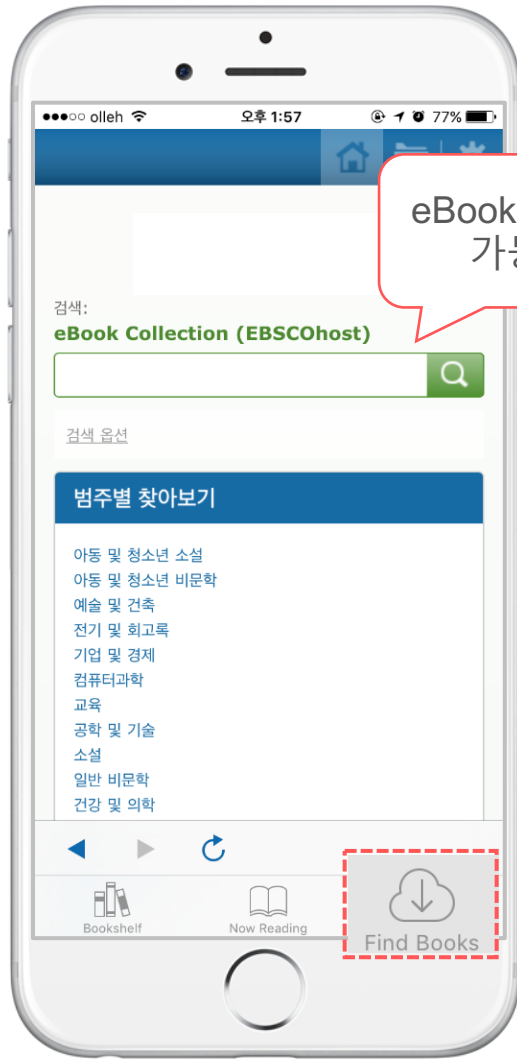 olleh 오후 1:57 77%
eBook
검색:
eBook Collection (EBSCOhost)
검색 옵션
범주별 찾아보기
아동 및 청소년 소설
아동 및 청소년 비문학
예술 및 건축
전기 및 회고록
기업 및 경제
컴퓨터과학
교육
공학 및 기술
소설
일반 비문학
건강 및 의학
Bookshelf Now Reading Find Books